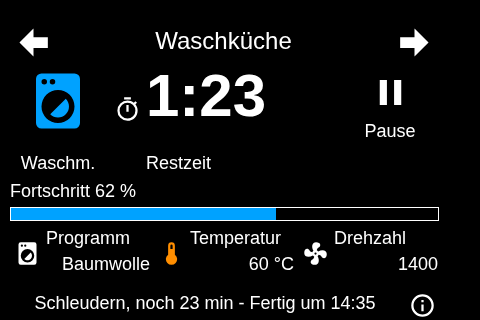 Waschküche
1:23
Pause
Waschm.
Restzeit
Fortschritt 62 %
Programm
Temperatur
Drehzahl
Baumwolle
60 °C
1400
Schleudern, noch 23 min - Fertig um 14:35